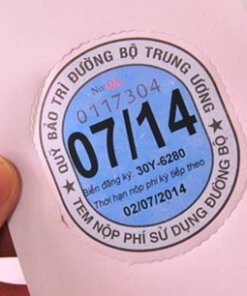 QUỸ BẢO TRÌ ĐƯỜNG BỘ TRUNG ƯƠNG
No:
0117304
07/14
Biển đăng ký: 30Y-6280
Thời hạn nộp phí kỳ tiếp theo
02/07/2014
★ TEM NỘP PHÍ SỬ DỤNG ĐƯỜNG BỘ ★